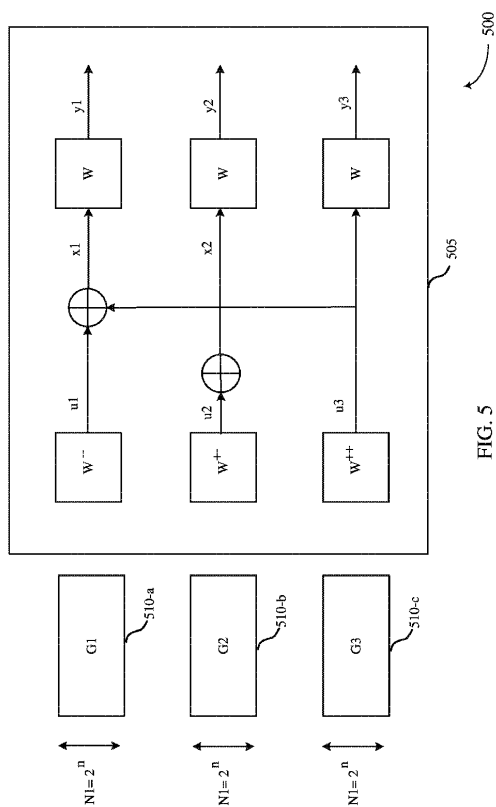 500
y1
y2
y3
W
W
W
x1
x2
505
u1
u2
u3
W⁻⁻
W⁺⁻
W⁺⁺
FIG. 5
G1
510-a
G2
510-b
G3
510-c
N1= 2ⁿ
N1= 2ⁿ
N1= 2ⁿ